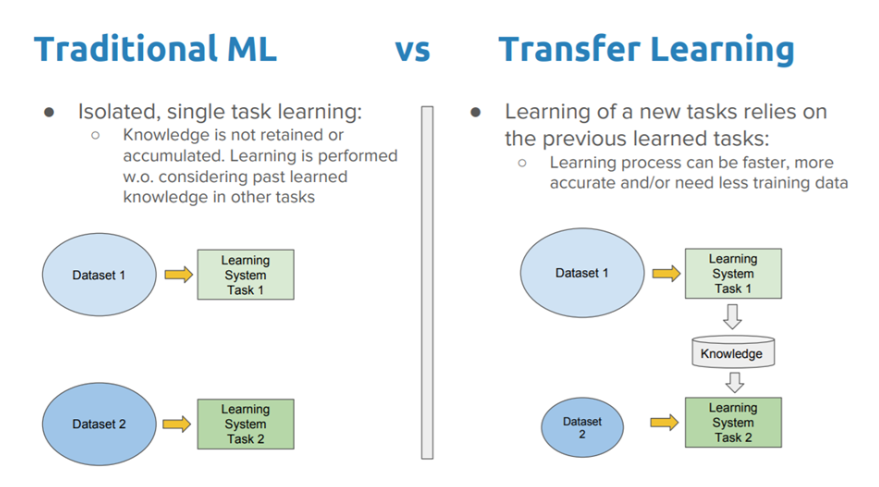 Traditional ML vs Transfer Learning
● Isolated, single task learning:
○ Knowledge is not retained or
accumulated. Learning is performed
w.o. considering past learned
knowledge in other tasks
Dataset 1
Learning
System
Task 1
Dataset 2
Learning
System
Task 2
● Learning of a new tasks relies on
the previous learned tasks:
○ Learning process can be faster, more
accurate and/or need less training data
Dataset 1
Learning
System
Task 1
Knowledge
Dataset
2
Learning
System
Task 2